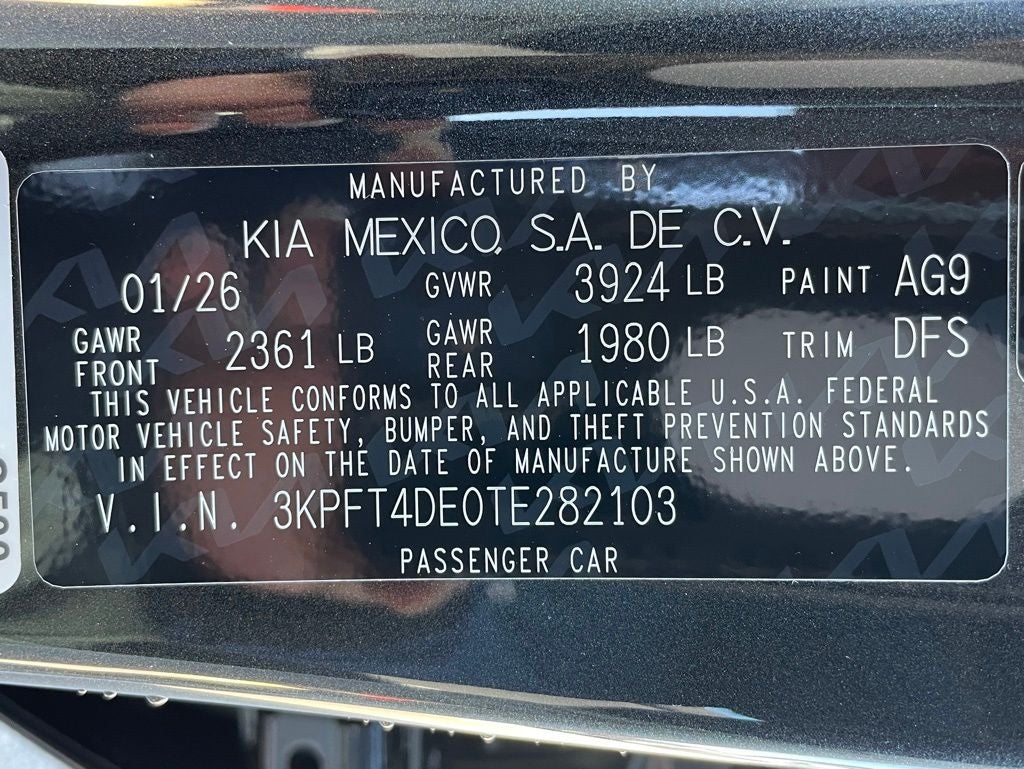 MANUFACTURED BY
KIA MEXICO, S.A. DE C.V.
01/26 GVWR 3924 LB PAINT AG9
GAWR FRONT 2361 LB GAWR REAR 1980 LB TRIM DFS
THIS VEHICLE CONFORMS TO ALL APPLICABLE U.S.A. FEDERAL
MOTOR VEHICLE SAFETY, BUMPER, AND THEFT PREVENTION STANDARDS
IN EFFECT ON THE DATE OF MANUFACTURE SHOWN ABOVE.
V.I.N. 3KPFT4DE0TE282103
PASSENGER CAR